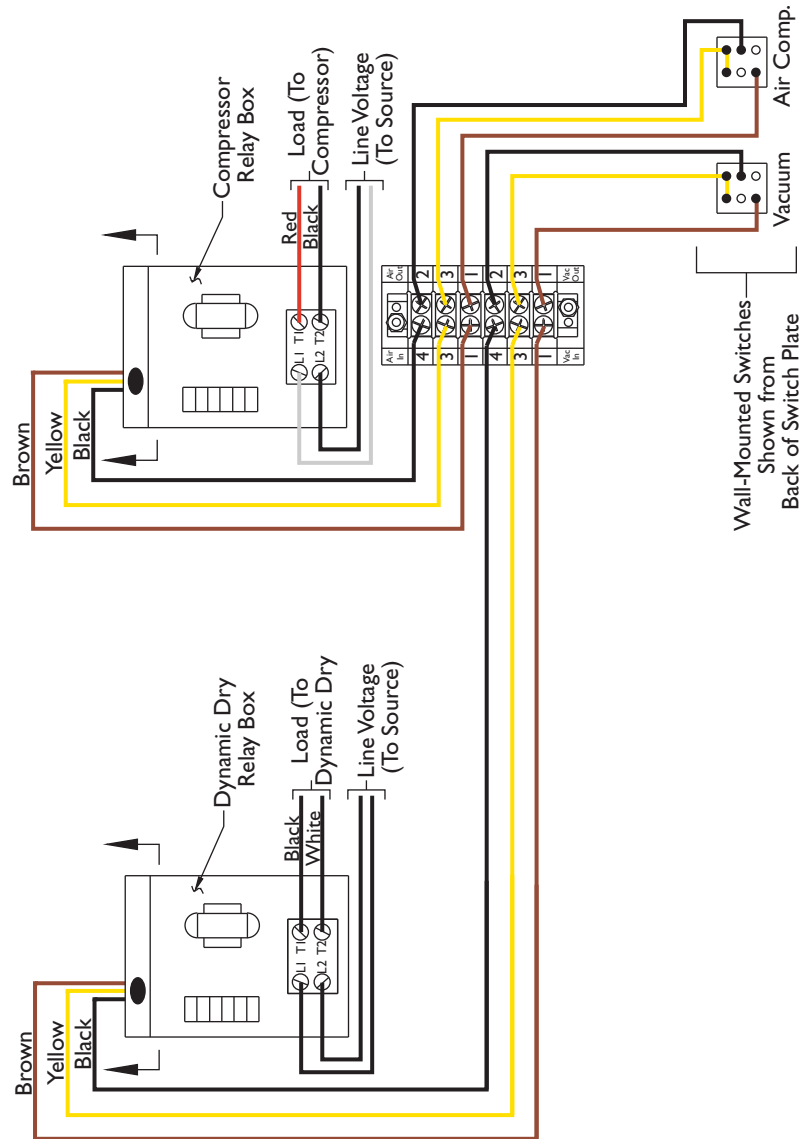 Brown
Yellow
Black
Dynamic Dry
Relay Box
L1 T1
L2 T2
Black
White
Load (To
Dynamic Dry
Line Voltage
(To Source)
Brown
Yellow
Black
Compressor
Relay Box
L1 T1
L2 T2
Red
Black
Load (To
Compressor)
Line Voltage
(To Source)
Air
In
Air
Out
4 2
3 3
1 1
4 2
3 3
1 1
Vac
In
Vac
Out
Vacuum
Air Comp.
Wall-Mounted Switches
Shown from
Back of Switch Plate